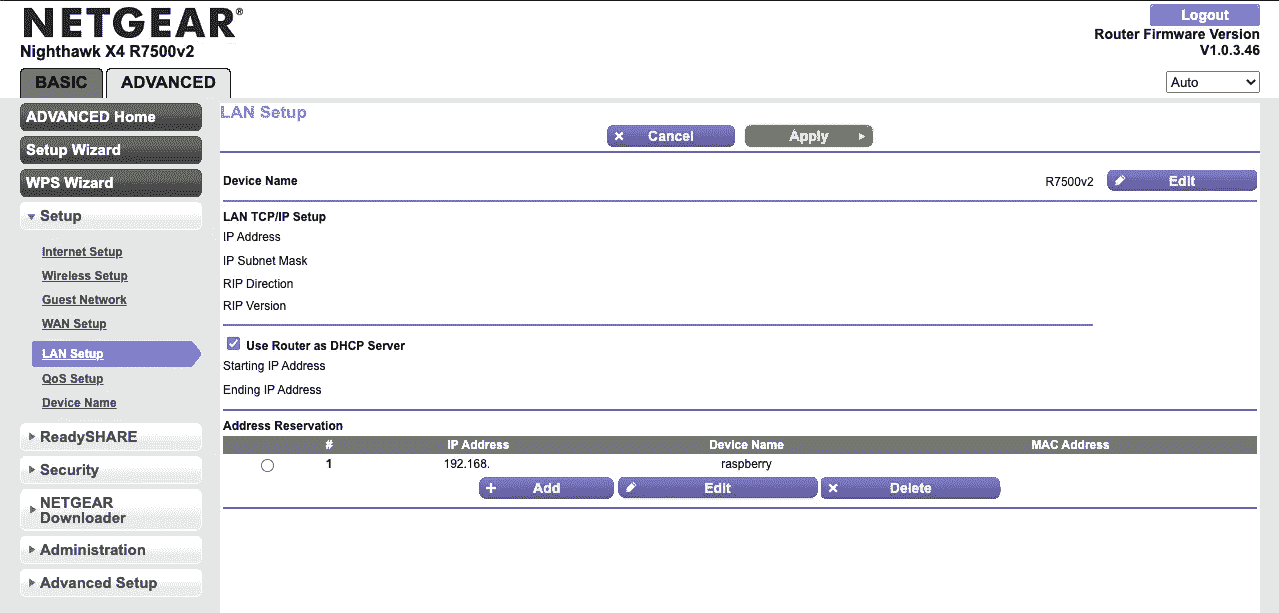 NETGEAR®
Nighthawk X4 R7500v2
Logout
Router Firmware Version
V1.0.3.46
BASIC
ADVANCED
Auto
ADVANCED Home
Setup Wizard
WPS Wizard
Setup
Internet Setup
Wireless Setup
Guest Network
WAN Setup
LAN Setup
QoS Setup
Device Name
ReadySHARE
Security
NETGEAR
Downloader
Administration
Advanced Setup
LAN Setup
Cancel
Apply
Device Name R7500v2 Edit
LAN TCP/IP Setup
IP Address
IP Subnet Mask
RIP Direction
RIP Version
Use Router as DHCP Server
Starting IP Address
Ending IP Address
Address Reservation
# IP Address Device Name MAC Address
1 192.168. raspberry
Add Edit Delete